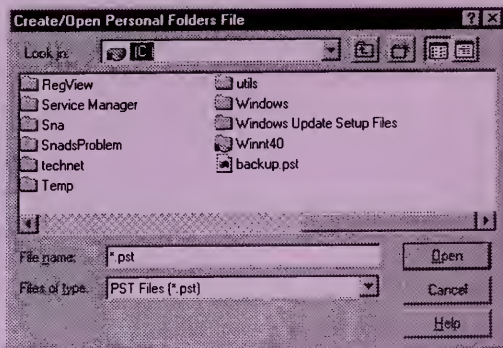 Create/Open Personal Folders File
Look in:
(C:)
RegView
Service Manager
Sna
SnadsProblem
technet
Temp
utils
Windows
Windows Update Setup Files
Winnt40
backup.pst
File name:
*.pst
Open
Files of type:
PST Files (*.pst)
Cancel
Help